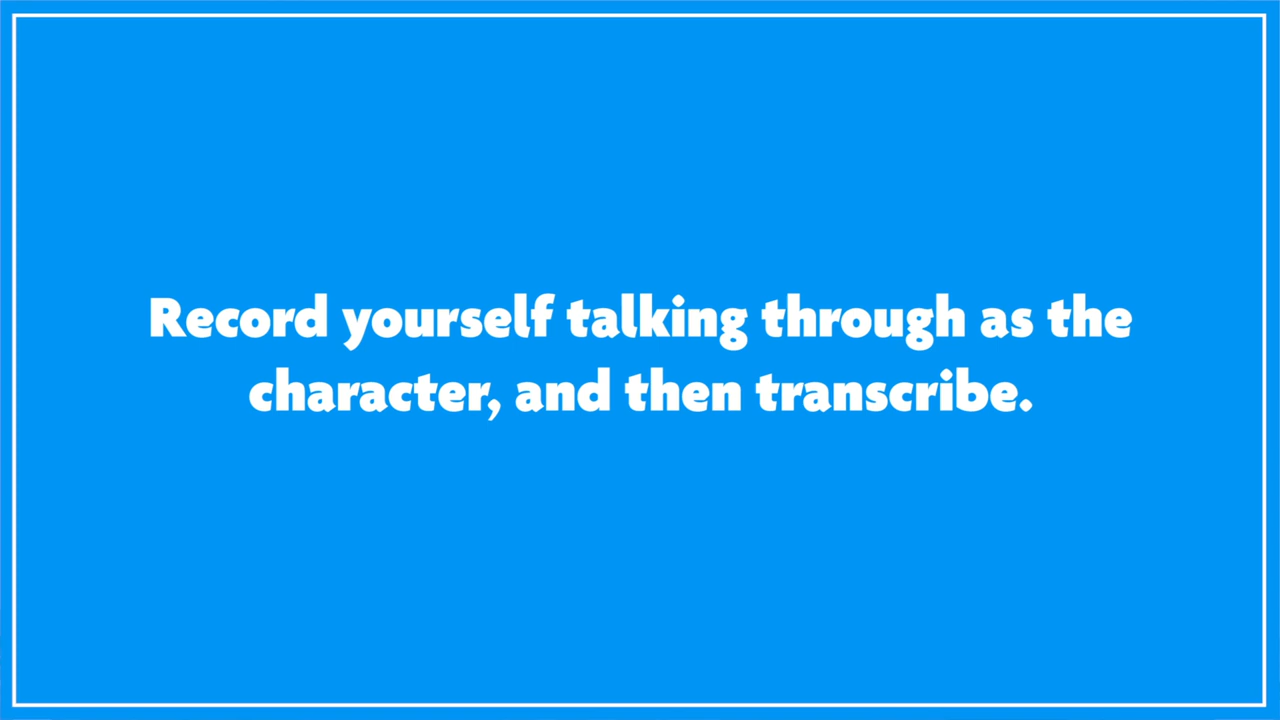 Record yourself talking through as the
character, and then transcribe.